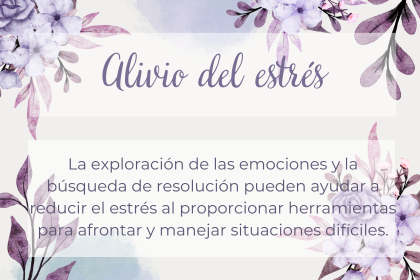 Alivio del estrés
La exploración de las emociones y la
búsqueda de resolución pueden ayudar a
reducir el estrés al proporcionar herramientas
para afrontar y manejar situaciones difíciles.